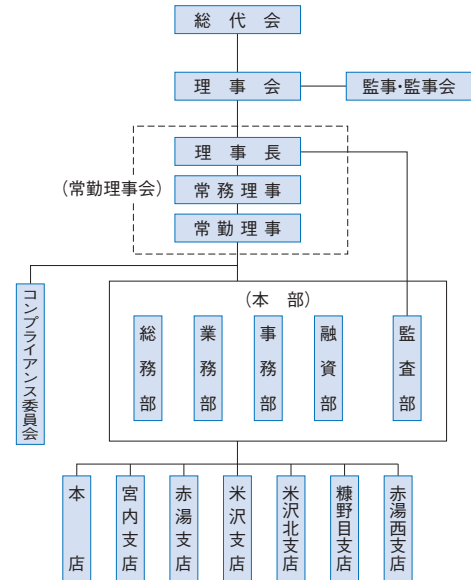 総代会
理事会
監事・監事会
理事長
(常勤理事会)
常務理事
常勤理事
コンプライアンス委員会
(本部)
総務部
業務部
事務部
融資部
監査部
本店
宮内支店
赤湯支店
米沢支店
米沢北支店
糠野目支店
赤湯西支店